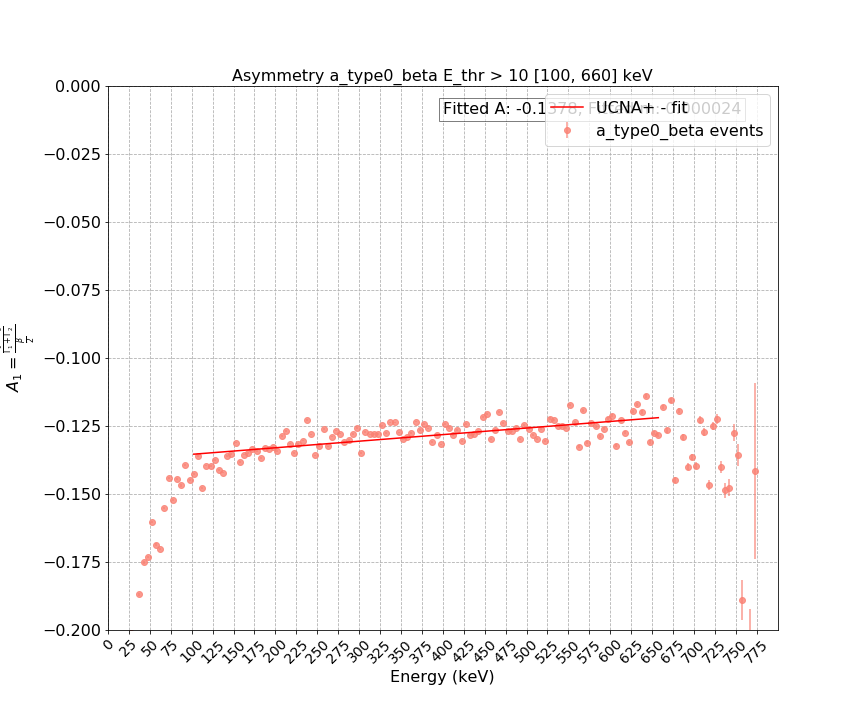 Asymmetry a_type0_beta E_thr > 10 [100, 660] keV
Fitted A: -0.1378, 0.000024
UCNA+ - fit
a_type0_beta events
0.000
−0.025
−0.050
−0.075
−0.100
−0.125
−0.150
−0.175
−0.200
A1 =
0 25 50 75 100 125 150 175 200 225 250 275 300 325 350 375 400 425 450 475 500 525 550 575 600 625 650 675 700 725 750 775
Energy (keV)